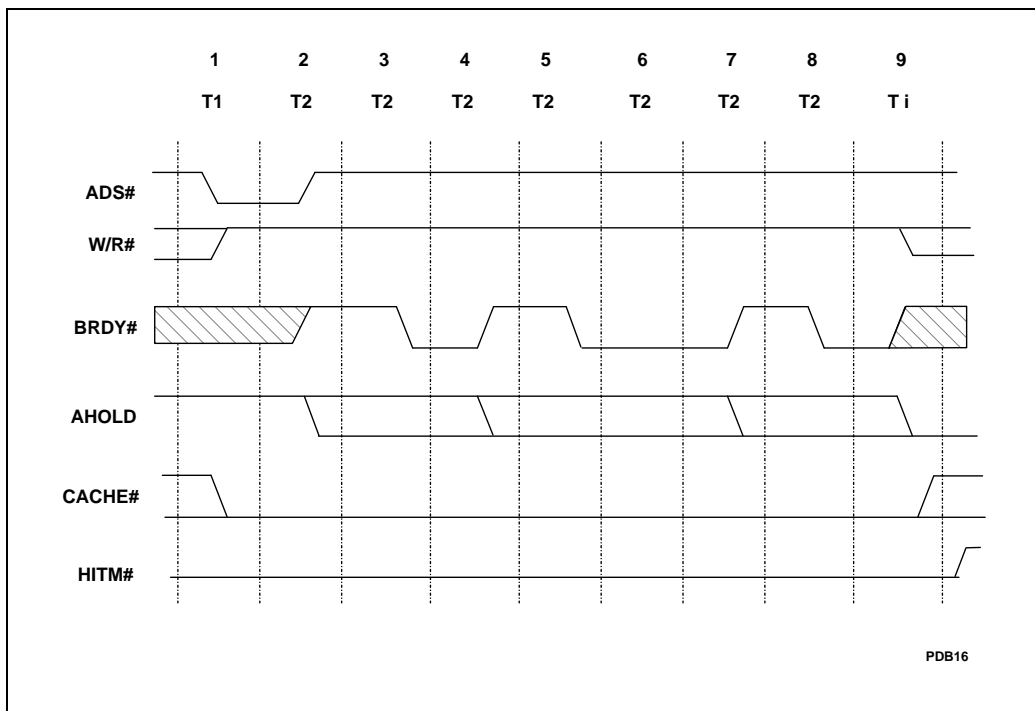 1 2 3 4 5 6 7 8 9
T1 T2 T2 T2 T2 T2 T2 T2 T i
ADS#
W/R#
BRDY#
AHOLD
CACHE#
HITM#
PDB16